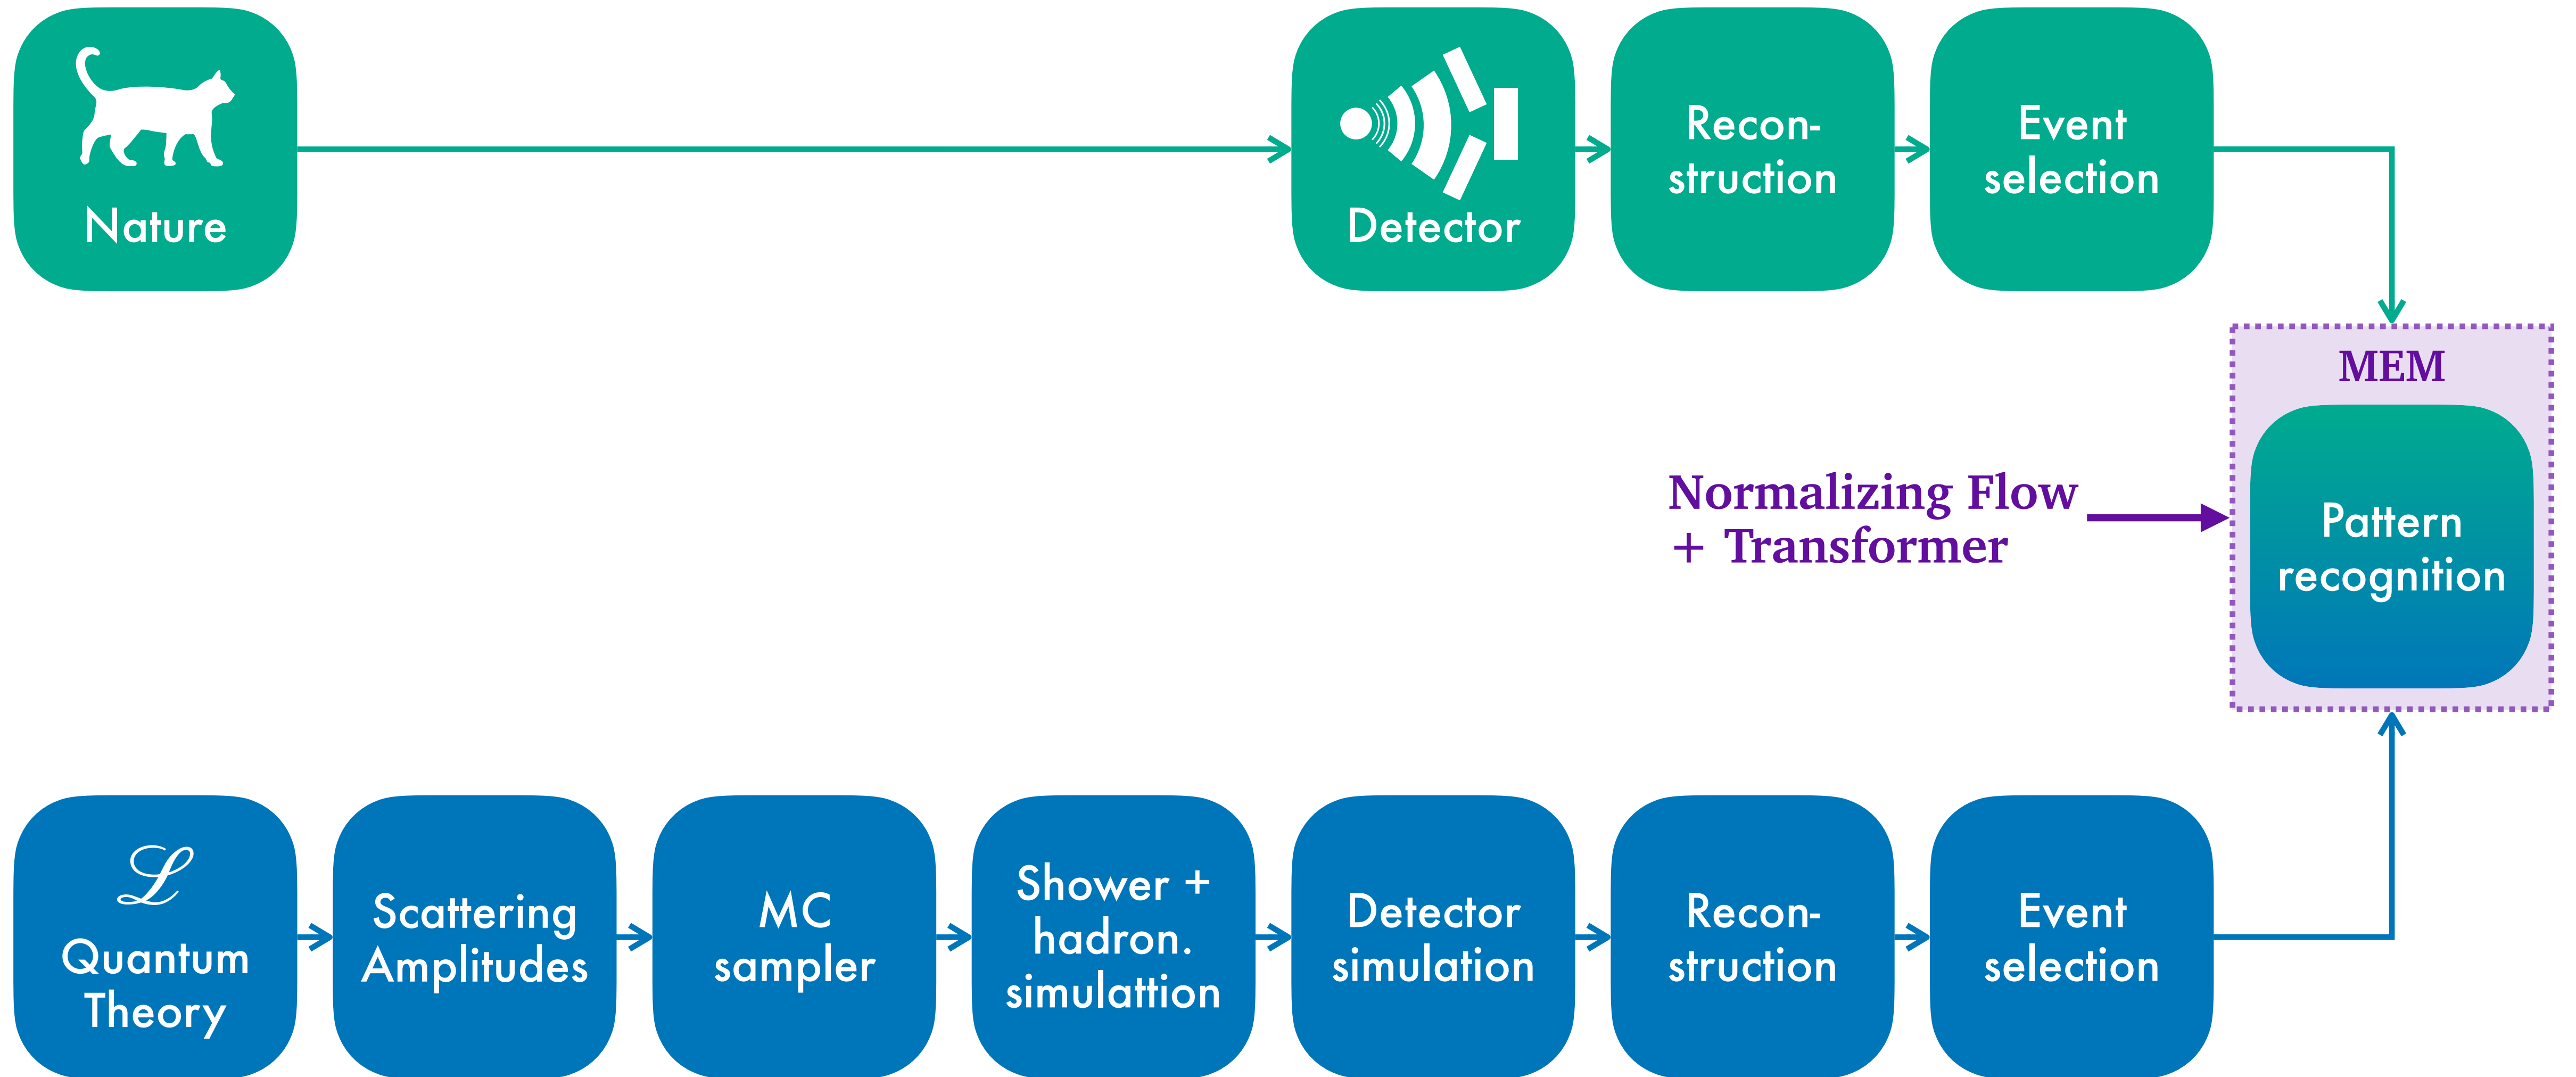 Nature
Detector
Recon-
struction
Event
selection
MEM
Normalizing Flow
+ Transformer
Pattern
recognition
ℒ
Quantum
Theory
Scattering
Amplitudes
MC
sampler
Shower +
hadron.
simulattion
Detector
simulation
Recon-
struction
Event
selection